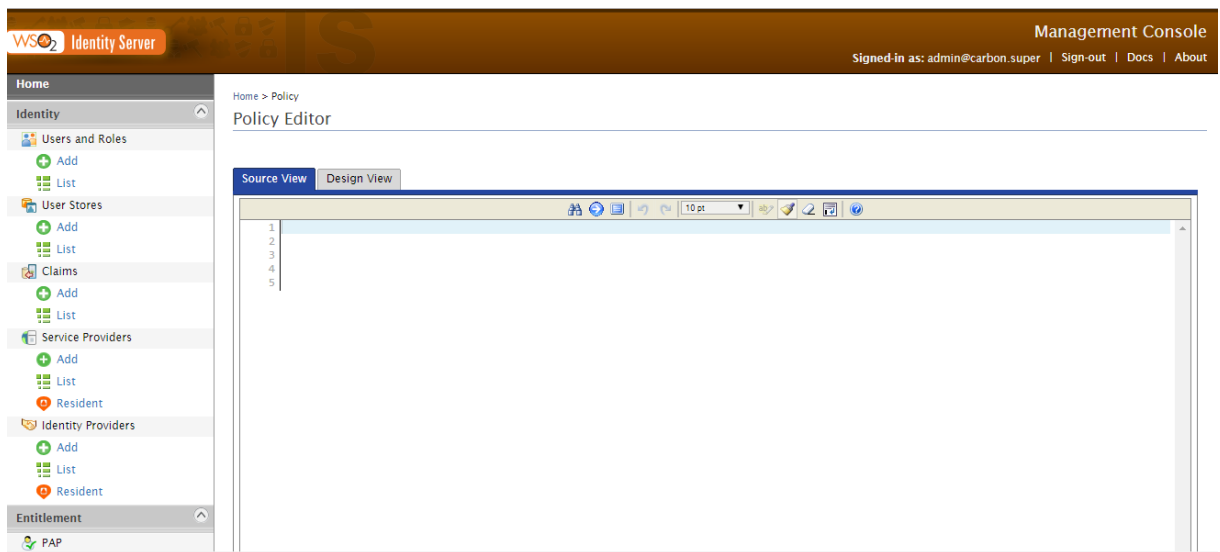 WSO2 Identity Server
Management Console
Signed-in as: admin@carbon.super | Sign-out | Docs | About
Home
Identity
Users and Roles
Add
List
User Stores
Add
List
Claims
Add
List
Service Providers
Add
List
Resident
Identity Providers
Add
List
Resident
Entitlement
PAP
Home > Policy
Policy Editor
Source View Design View
10 pt
1
2
3
4
5